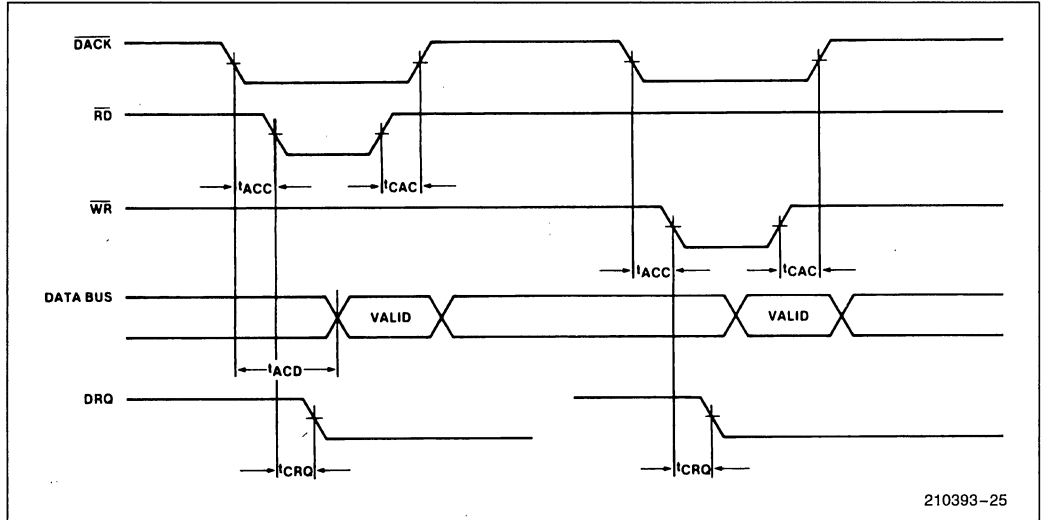 DACK
RD
tACC
tCAC
WR
tACC
tCAC
DATA BUS
VALID
VALID
tACD
DRQ
tCRQ
tCRQ
210393-25